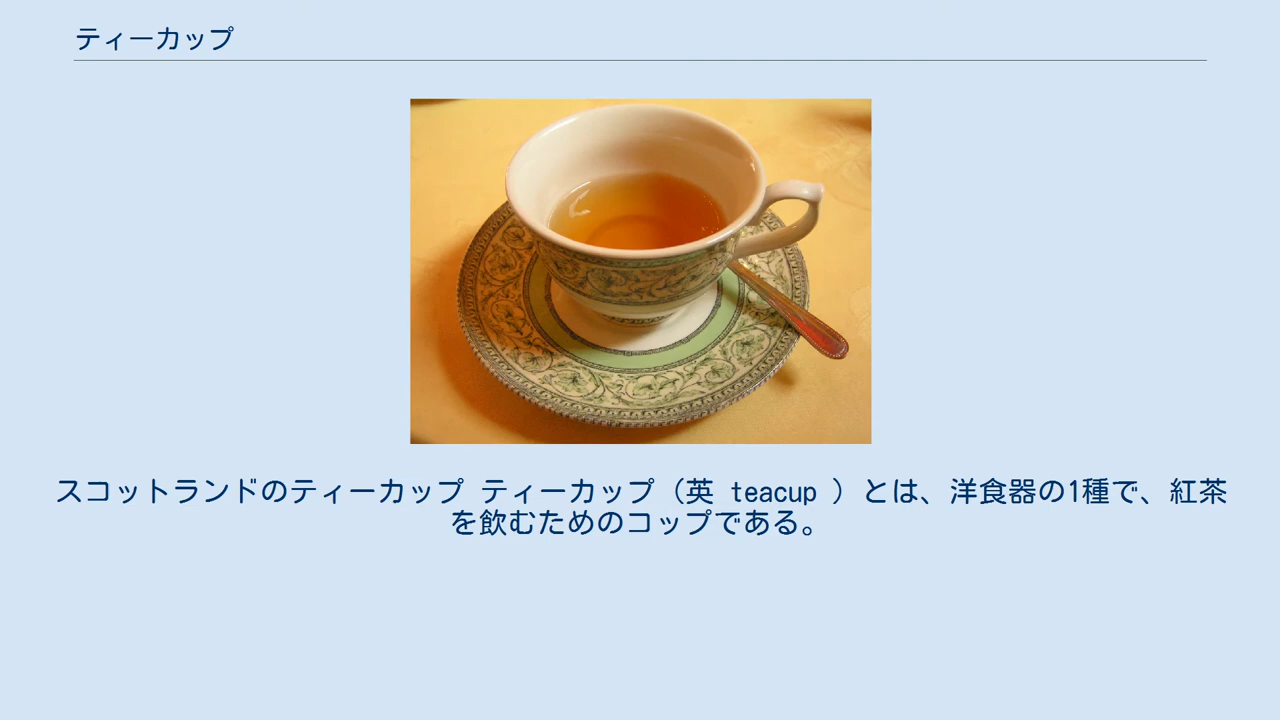 ティーカップ
スコットランドのティーカップ ティーカップ（英 teacup ）とは、洋食器の1種で、紅茶
を飲むためのコップである。